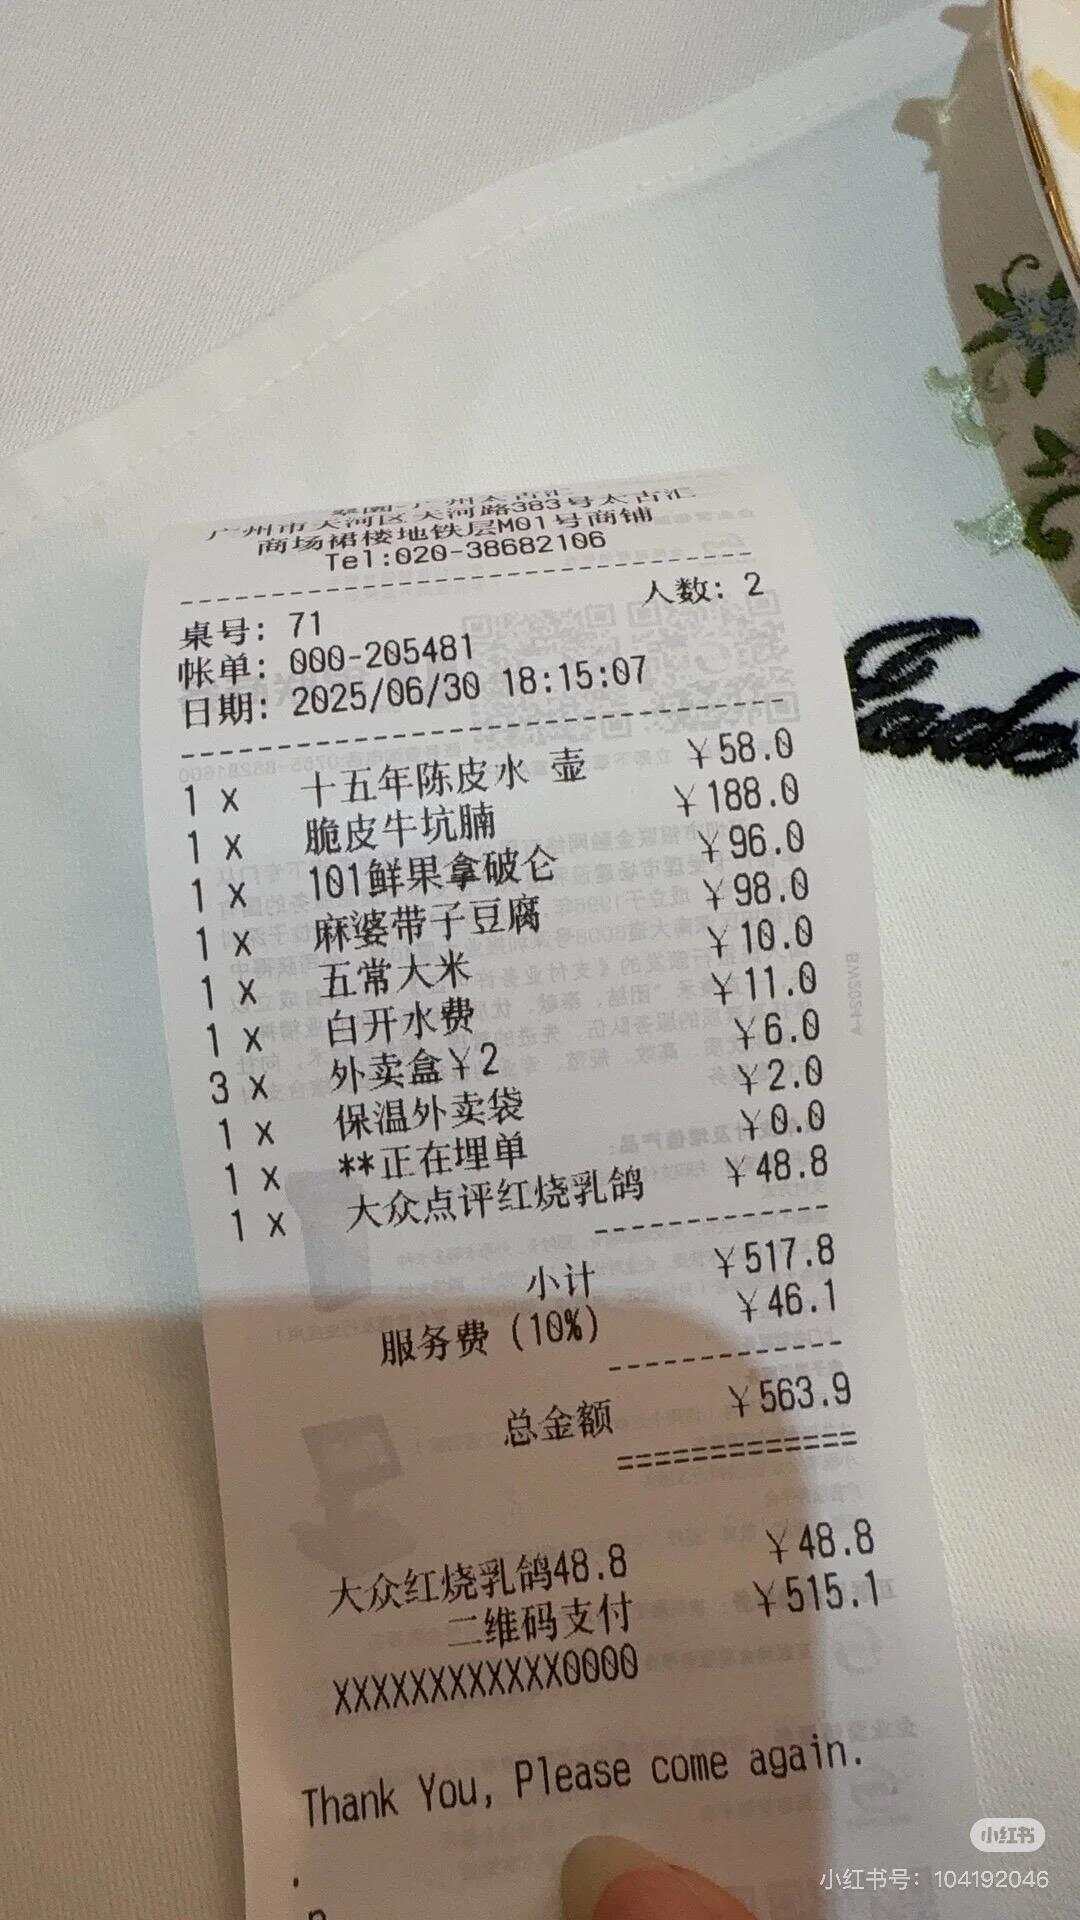 广州市天河区天河路383号太古汇
商场裙楼地铁层M01号商铺
Tel:020-38682106
人数: 2
桌号: 71
帐单: 000-205481
日期: 2025/06/30 18:15:07
1 x 十五年陈皮水 壶 ¥58.0
1 x 脆皮牛坑腩 ¥188.0
1 x 101鲜果拿破仑 ¥96.0
1 x 麻婆带子豆腐 ¥98.0
1 x 五常大米 ¥10.0
1 x 白开水费 ¥11.0
3 x 外卖盒¥2 ¥6.0
1 x 保温外卖袋 ¥2.0
1 x **正在埋单 ¥0.0
1 x 大众点评红烧乳鸽 ¥48.8
小计 ¥517.8
服务费 (10%) ¥46.1
总金额 ¥563.9
大众红烧乳鸽48.8 ¥48.8
二维码支付 ¥515.1
XXXXXXXXXXXX0000
Thank You, Please come again.
小红书
小红书号: 104192046